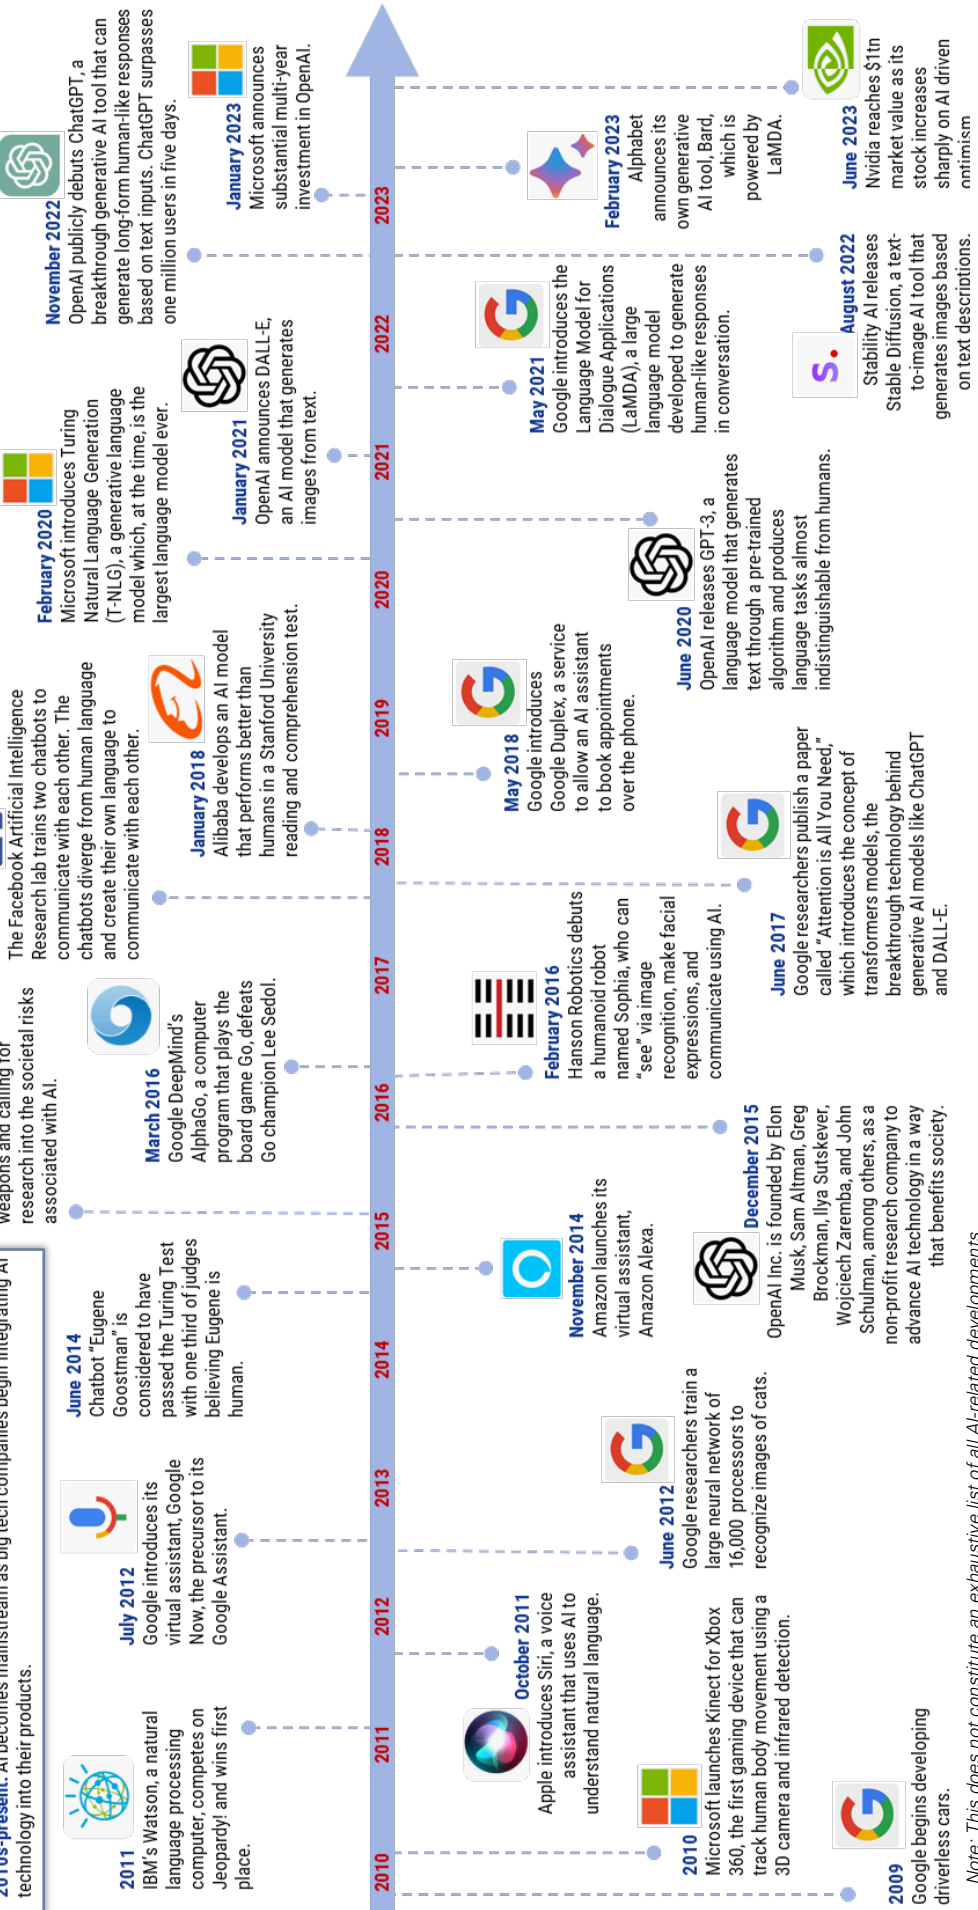 2010s-present: AI becomes mainstream as big tech companies begin integrating AI
technology into their products.
2011
IBM's Watson, a natural
language processing
computer, competes on
Jeopardy! and wins first
place.
July 2012
Google introduces its
virtual assistant, Google
Now, the precursor to its
Google Assistant.
June 2014
Chatbot "Eugene
Goostman" is
considered to have
passed the Turing Test
with one third of judges
believing Eugene is
human.
weapons and calling for
research into the societal risks
associated with AI.
March 2016
Google DeepMind's
AlphaGo, a computer
program that plays the
board game Go, defeats
Go champion Lee Sedol.
The Facebook Artificial Intelligence
Research lab trains two chatbots to
communicate with each other. The
chatbots diverge from human language
and create their own language to
communicate with each other.
January 2018
Alibaba develops an AI model
that performs better than
humans in a Stanford University
reading and comprehension test.
February 2020
Microsoft introduces Turing
Natural Language Generation
(T-NLG), a generative language
model which, at the time, is the
largest language model ever.
January 2021
OpenAI announces DALL-E,
an AI model that generates
images from text.
November 2022
OpenAI publicly debuts ChatGPT, a
breakthrough generative AI tool that can
generate long-form human-like responses
based on text inputs. ChatGPT surpasses
one million users in five days.
January 2023
Microsoft announces
substantial multi-year
investment in OpenAI.
2010
2011
2012
2013
2014
2015
2016
2017
2018
2019
2020
2021
2022
2023
2009
Google begins developing
driverless cars.
2010
Microsoft launches Kinect for Xbox
360, the first gaming device that can
track human body movement using a
3D camera and infrared detection.
October 2011
Apple introduces Siri, a voice
assistant that uses AI to
understand natural language.
June 2012
Google researchers train a
large neural network of
16,000 processors to
recognize images of cats.
November 2014
Amazon launches its
virtual assistant,
Amazon Alexa.
December 2015
OpenAI Inc. is founded by Elon
Musk, Sam Altman, Greg
Brockman, Ilya Sutskever,
Wojciech Zaremba, and John
Schulman, among others, as a
non-profit research company to
advance AI technology in a way
that benefits society.
February 2016
Hanson Robotics debuts
a humanoid robot
named Sophia, who can
"see" via image
recognition, make facial
expressions, and
communicate using AI.
June 2017
Google researchers publish a paper
called "Attention is All You Need,"
which introduces the concept of
transformers models, the
breakthrough technology behind
generative AI models like ChatGPT
and DALL-E.
May 2018
Google introduces
Google Duplex, a service
to allow an AI assistant
to book appointments
over the phone.
June 2020
OpenAI releases GPT-3, a
language model that generates
text through a pre-trained
algorithm and produces
language tasks almost
indistinguishable from humans.
May 2021
Google introduces the
Language Model for
Dialogue Applications
(LaMDA), a large
language model
developed to generate
human-like responses
in conversation.
s.
August 2022
Stability AI releases
Stable Diffusion, a text-
to-image AI tool that
generates images based
on text descriptions.
February 2023
Alphabet
announces its
own generative
AI tool, Bard,
which is
powered by
LaMDA.
June 2023
Nvidia reaches $1tn
market value as its
stock increases
sharply on AI driven
optimism
Note: This does not constitute an exhaustive list of all AI-related developments